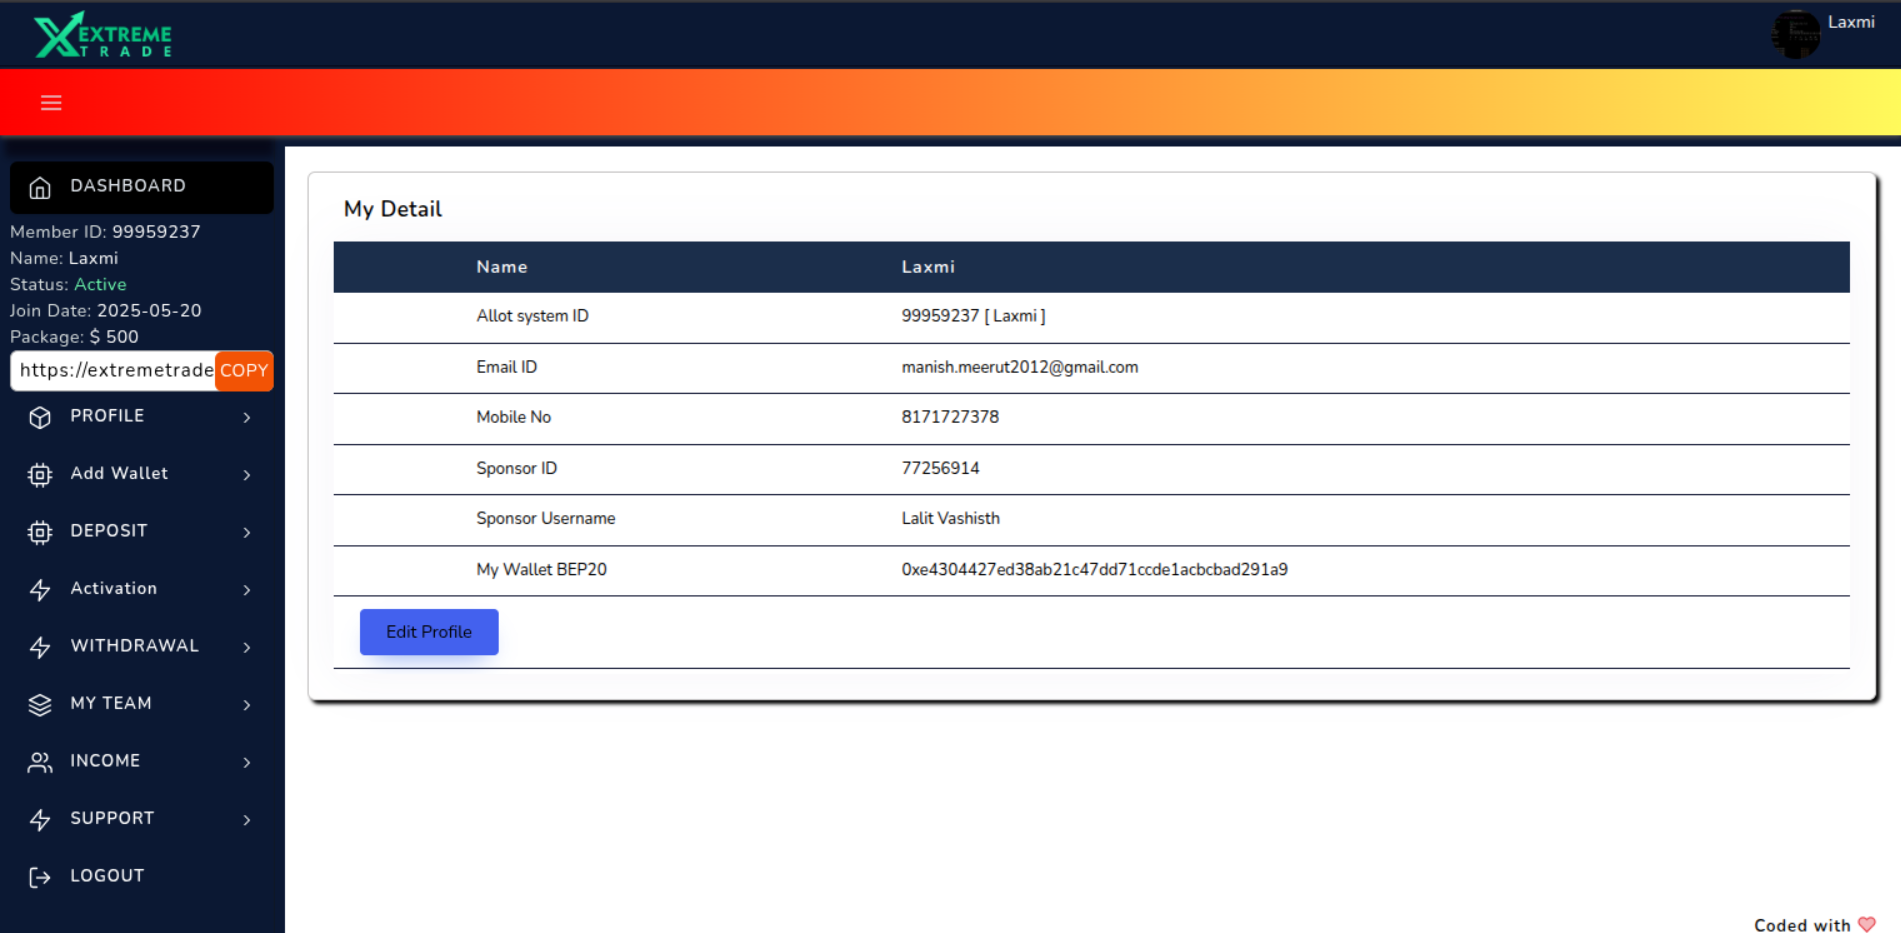 EXTREME
TRADE
Laxmi
DASHBOARD
Member ID: 99959237
Name: Laxmi
Status: Active
Join Date: 2025-05-20
Package: $ 500
https://extremetrade COPY
PROFILE
Add Wallet
DEPOSIT
Activation
WITHDRAWAL
MY TEAM
INCOME
SUPPORT
LOGOUT
My Detail
Name Laxmi
Allot system ID 99959237 [ Laxmi ]
Email ID manish.meerut2012@gmail.com
Mobile No 8171727378
Sponsor ID 77256914
Sponsor Username Lalit Vashisth
My Wallet BEP20 0xe4304427ed38ab21c47dd71ccde1acbcbad291a9
Edit Profile
Coded with